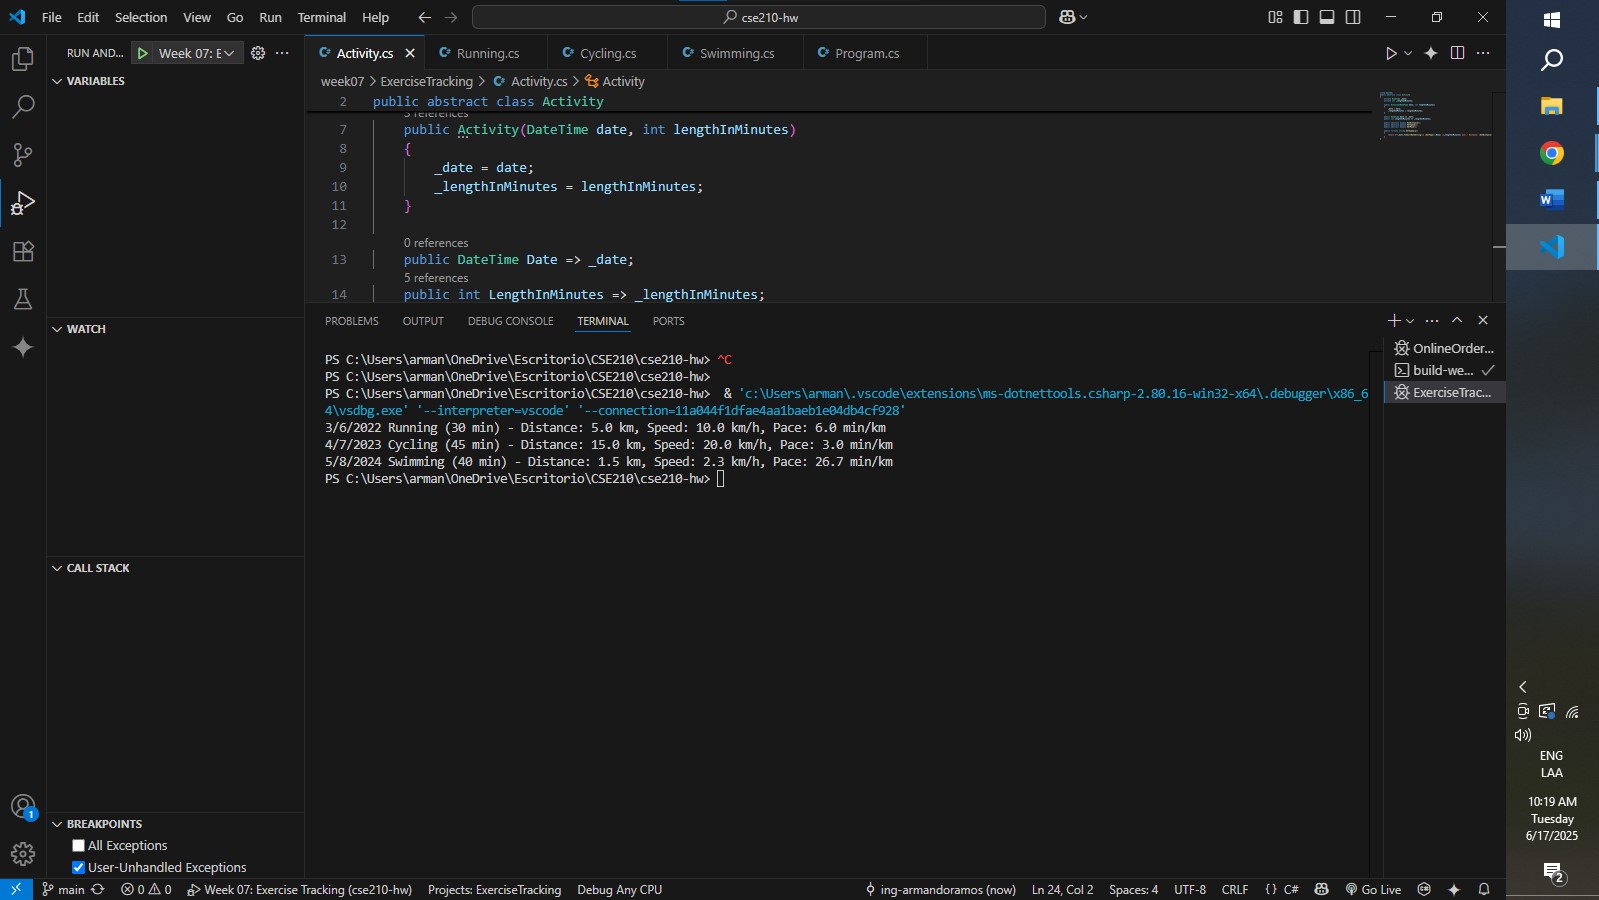 File Edit Selection View Go Run Terminal Help
cse210-hw
RUN AND... Week 07: E
Activity.cs Running.cs Cycling.cs Swimming.cs Program.cs
week07 > ExerciseTracking > Activity.cs > Activity
VARIABLES
2 public abstract class Activity
3 references
7 public Activity(DateTime date, int lengthInMinutes)
8 {
9 _date = date;
10 _lengthInMinutes = lengthInMinutes;
11 }
12
0 references
13 public DateTime Date => _date;
5 references
14 public int LengthInMinutes => _lengthInMinutes;
WATCH
CALL STACK
BREAKPOINTS
All Exceptions
User-Unhandled Exceptions
PROBLEMS OUTPUT DEBUG CONSOLE TERMINAL PORTS
PS C:\Users\arman\OneDrive\Escritorio\CSE210\cse210-hw> ^C
PS C:\Users\arman\OneDrive\Escritorio\CSE210\cse210-hw>
PS C:\Users\arman\OneDrive\Escritorio\CSE210\cse210-hw> & 'c:\Users\arman\.vscode\extensions\ms-dotnettools.csharp-2.80.16-win32-x64\.debugger\x86_6
4\vsdbg.exe' '--interpreter=vscode' '--connection=11a044f1dfae4aa1baeb1e04db4cf928'
3/6/2022 Running (30 min) - Distance: 5.0 km, Speed: 10.0 km/h, Pace: 6.0 min/km
4/7/2023 Cycling (45 min) - Distance: 15.0 km, Speed: 20.0 km/h, Pace: 3.0 min/km
5/8/2024 Swimming (40 min) - Distance: 1.5 km, Speed: 2.3 km/h, Pace: 26.7 min/km
PS C:\Users\arman\OneDrive\Escritorio\CSE210\cse210-hw>
OnlineOrder...
build-we...
ExerciseTrac...
1
main 0 0 Week 07: Exercise Tracking (cse210-hw) Projects: ExerciseTracking Debug Any CPU ing-armandoramos (now) Ln 24, Col 2 Spaces: 4 UTF-8 CRLF {} C# Go Live
ENG
LAA
10:19 AM
Tuesday
6/17/2025
2